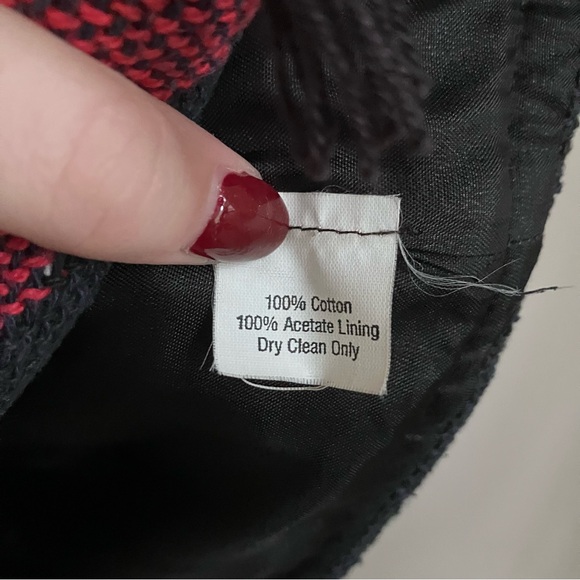 100% Cotton
100% Acetate Lining
Dry Clean Only